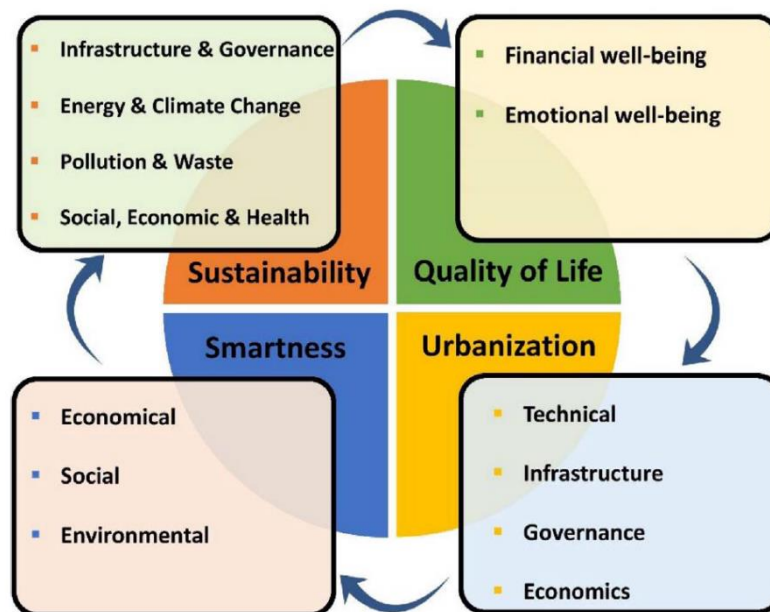 Infrastructure & Governance
Energy & Climate Change
Pollution & Waste
Social, Economic & Health
Financial well-being
Emotional well-being
Sustainability
Quality of Life
Smartness
Urbanization
Economical
Social
Environmental
Technical
Infrastructure
Governance
Economics